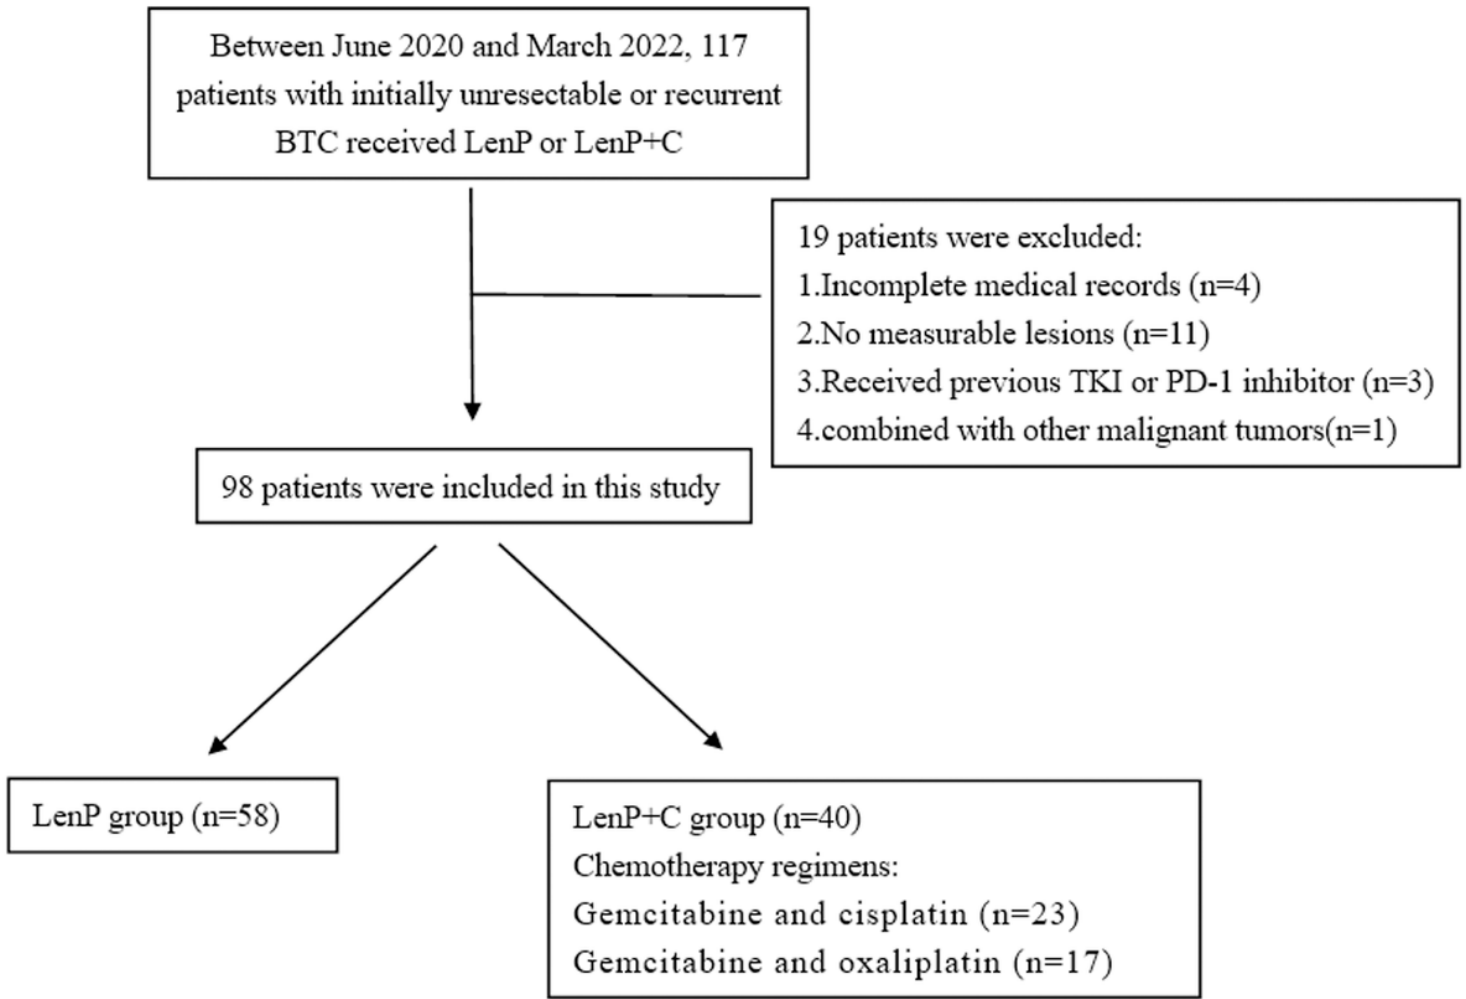 Between June 2020 and March 2022, 117
patients with initially unresectable or recurrent
BTC received LenP or LenP+C
19 patients were excluded:
1.Incomplete medical records (n=4)
2.No measurable lesions (n=11)
3.Received previous TKI or PD-1 inhibitor (n=3)
4.combined with other malignant tumors(n=1)
98 patients were included in this study
LenP group (n=58)
LenP+C group (n=40)
Chemotherapy regimens:
Gemcitabine and cisplatin (n=23)
Gemcitabine and oxaliplatin (n=17)